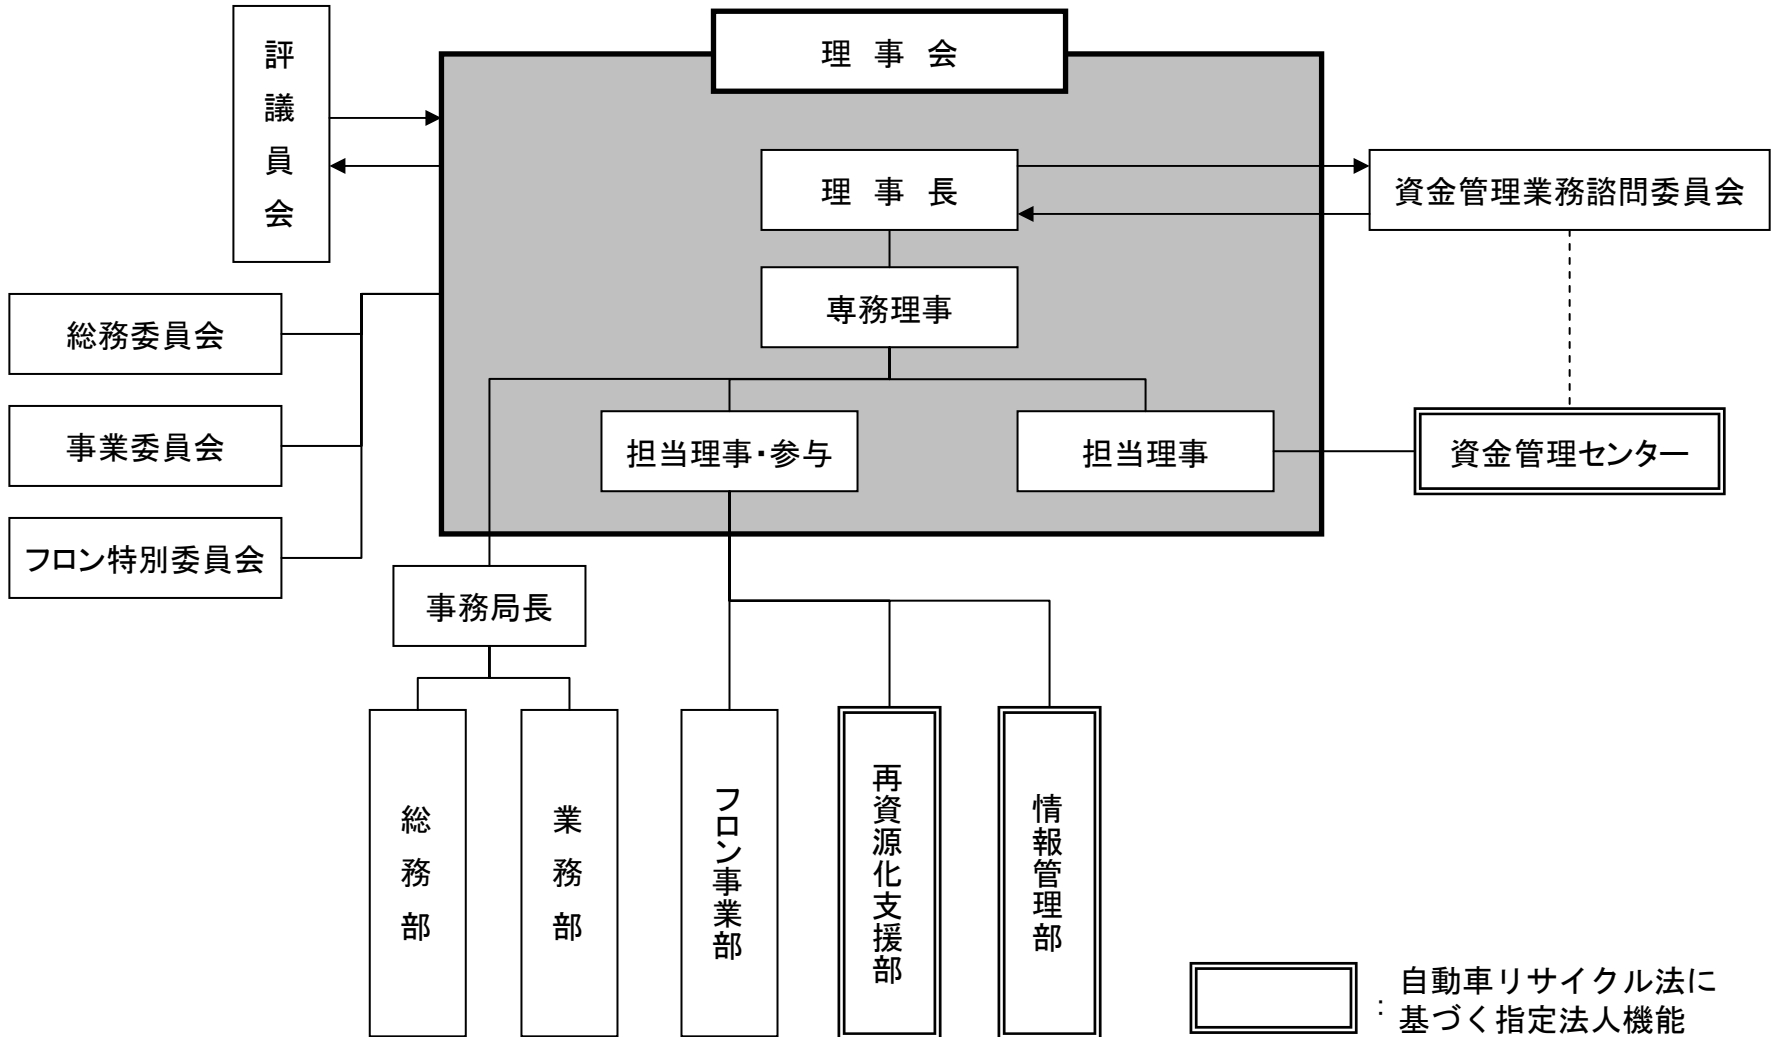 評議員会
理事会
理事長
資金管理業務諮問委員会
専務理事
総務委員会
事業委員会
フロン特別委員会
担当理事・参与
担当理事
資金管理センター
事務局長
総務部
業務部
フロン事業部
再資源化支援部
情報管理部
：自動車リサイクル法に
基づく指定法人機能